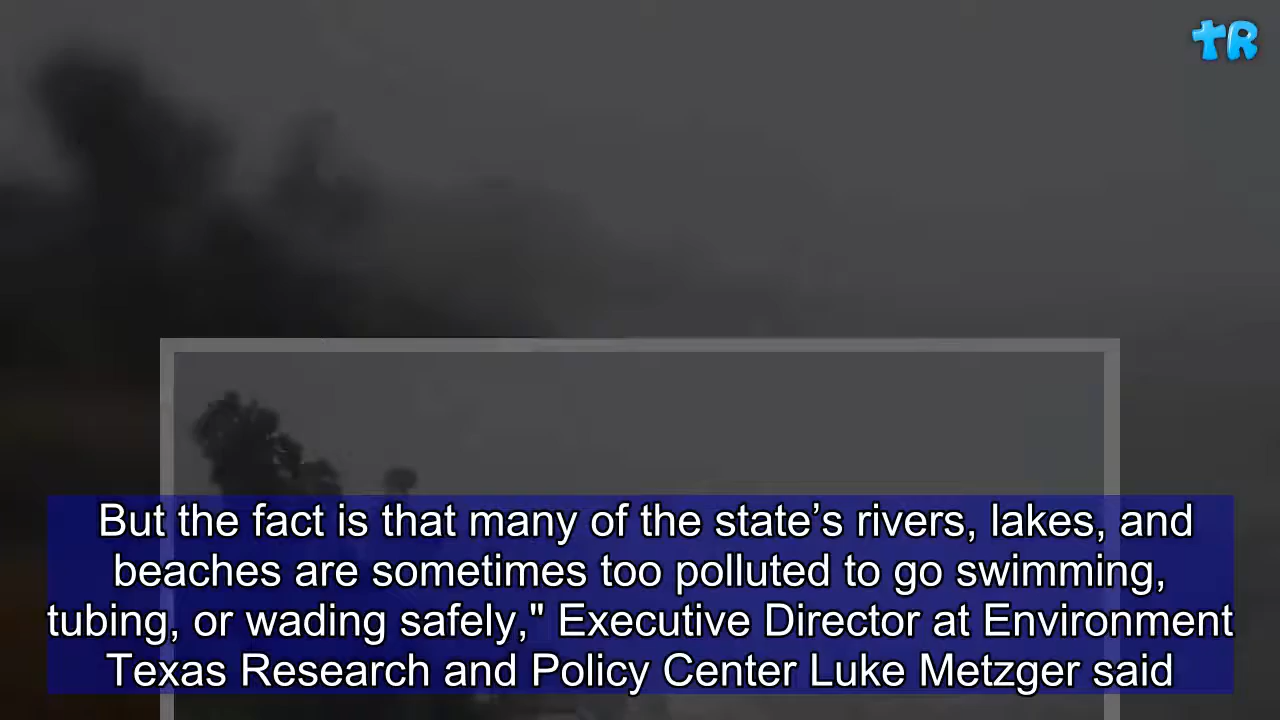 TR
But the fact is that many of the state’s rivers, lakes, and
beaches are sometimes too polluted to go swimming,
tubing, or wading safely," Executive Director at Environment
Texas Research and Policy Center Luke Metzger said